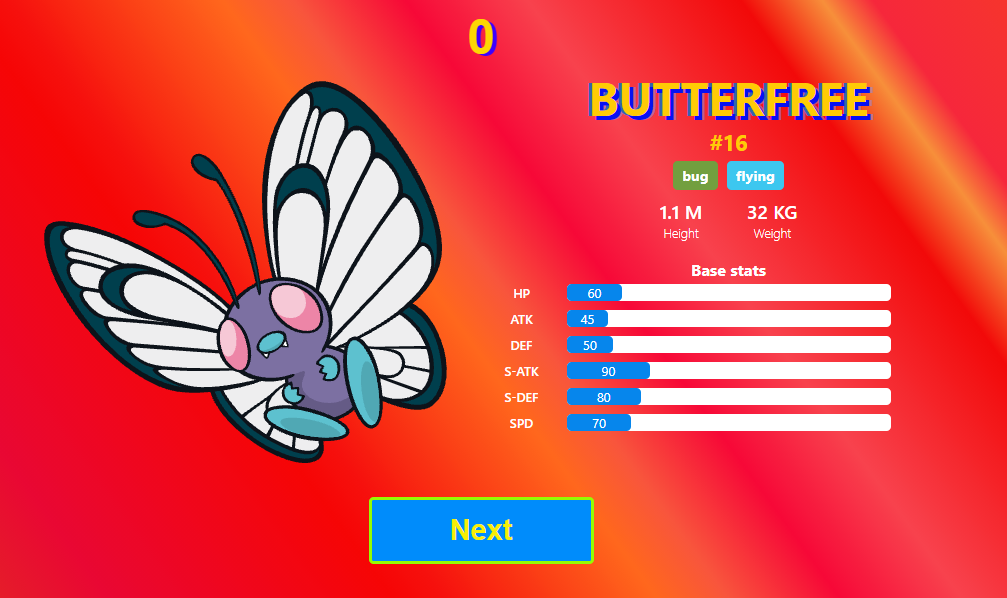 0
BUTTERFREE
#16
bug flying
1.1 M 32 KG
Height Weight
Base stats
HP 60
ATK 45
DEF 50
S-ATK 90
S-DEF 80
SPD 70
Next